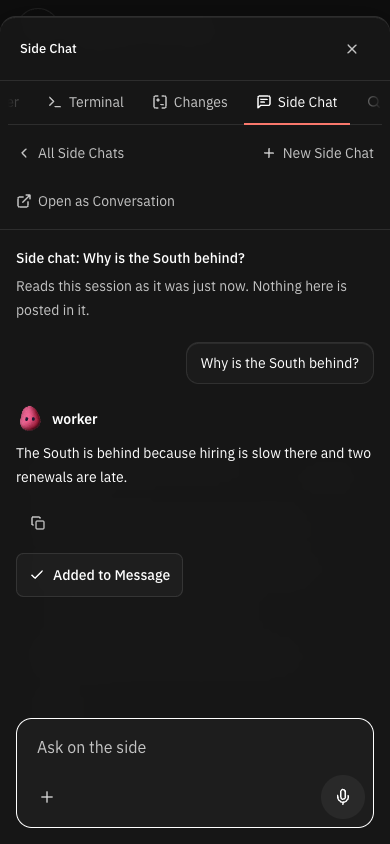 Side Chat
er
Terminal
Changes
Side Chat
All Side Chats
New Side Chat
Open as Conversation
Side chat: Why is the South behind?
Reads this session as it was just now. Nothing here is
posted in it.
Why is the South behind?
worker
The South is behind because hiring is slow there and two
renewals are late.
Added to Message
Ask on the side